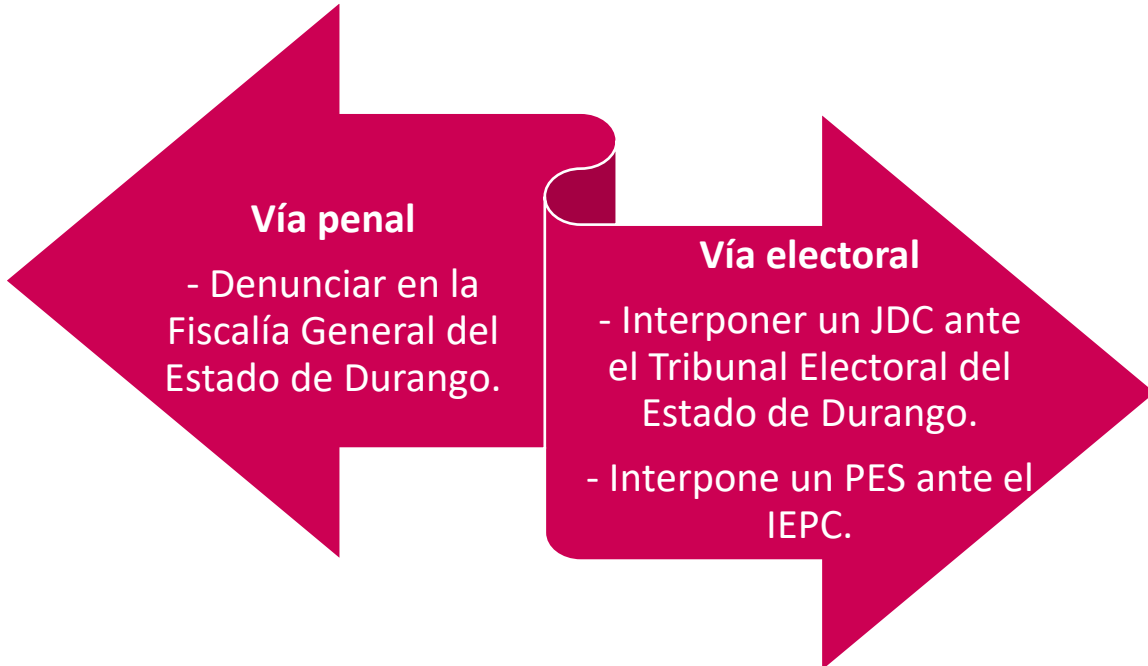 Vía penal
- Denunciar en la
Fiscalía General del
Estado de Durango.
Vía electoral
- Interponer un JDC ante
el Tribunal Electoral del
Estado de Durango.
- Interpone un PES ante el
IEPC.